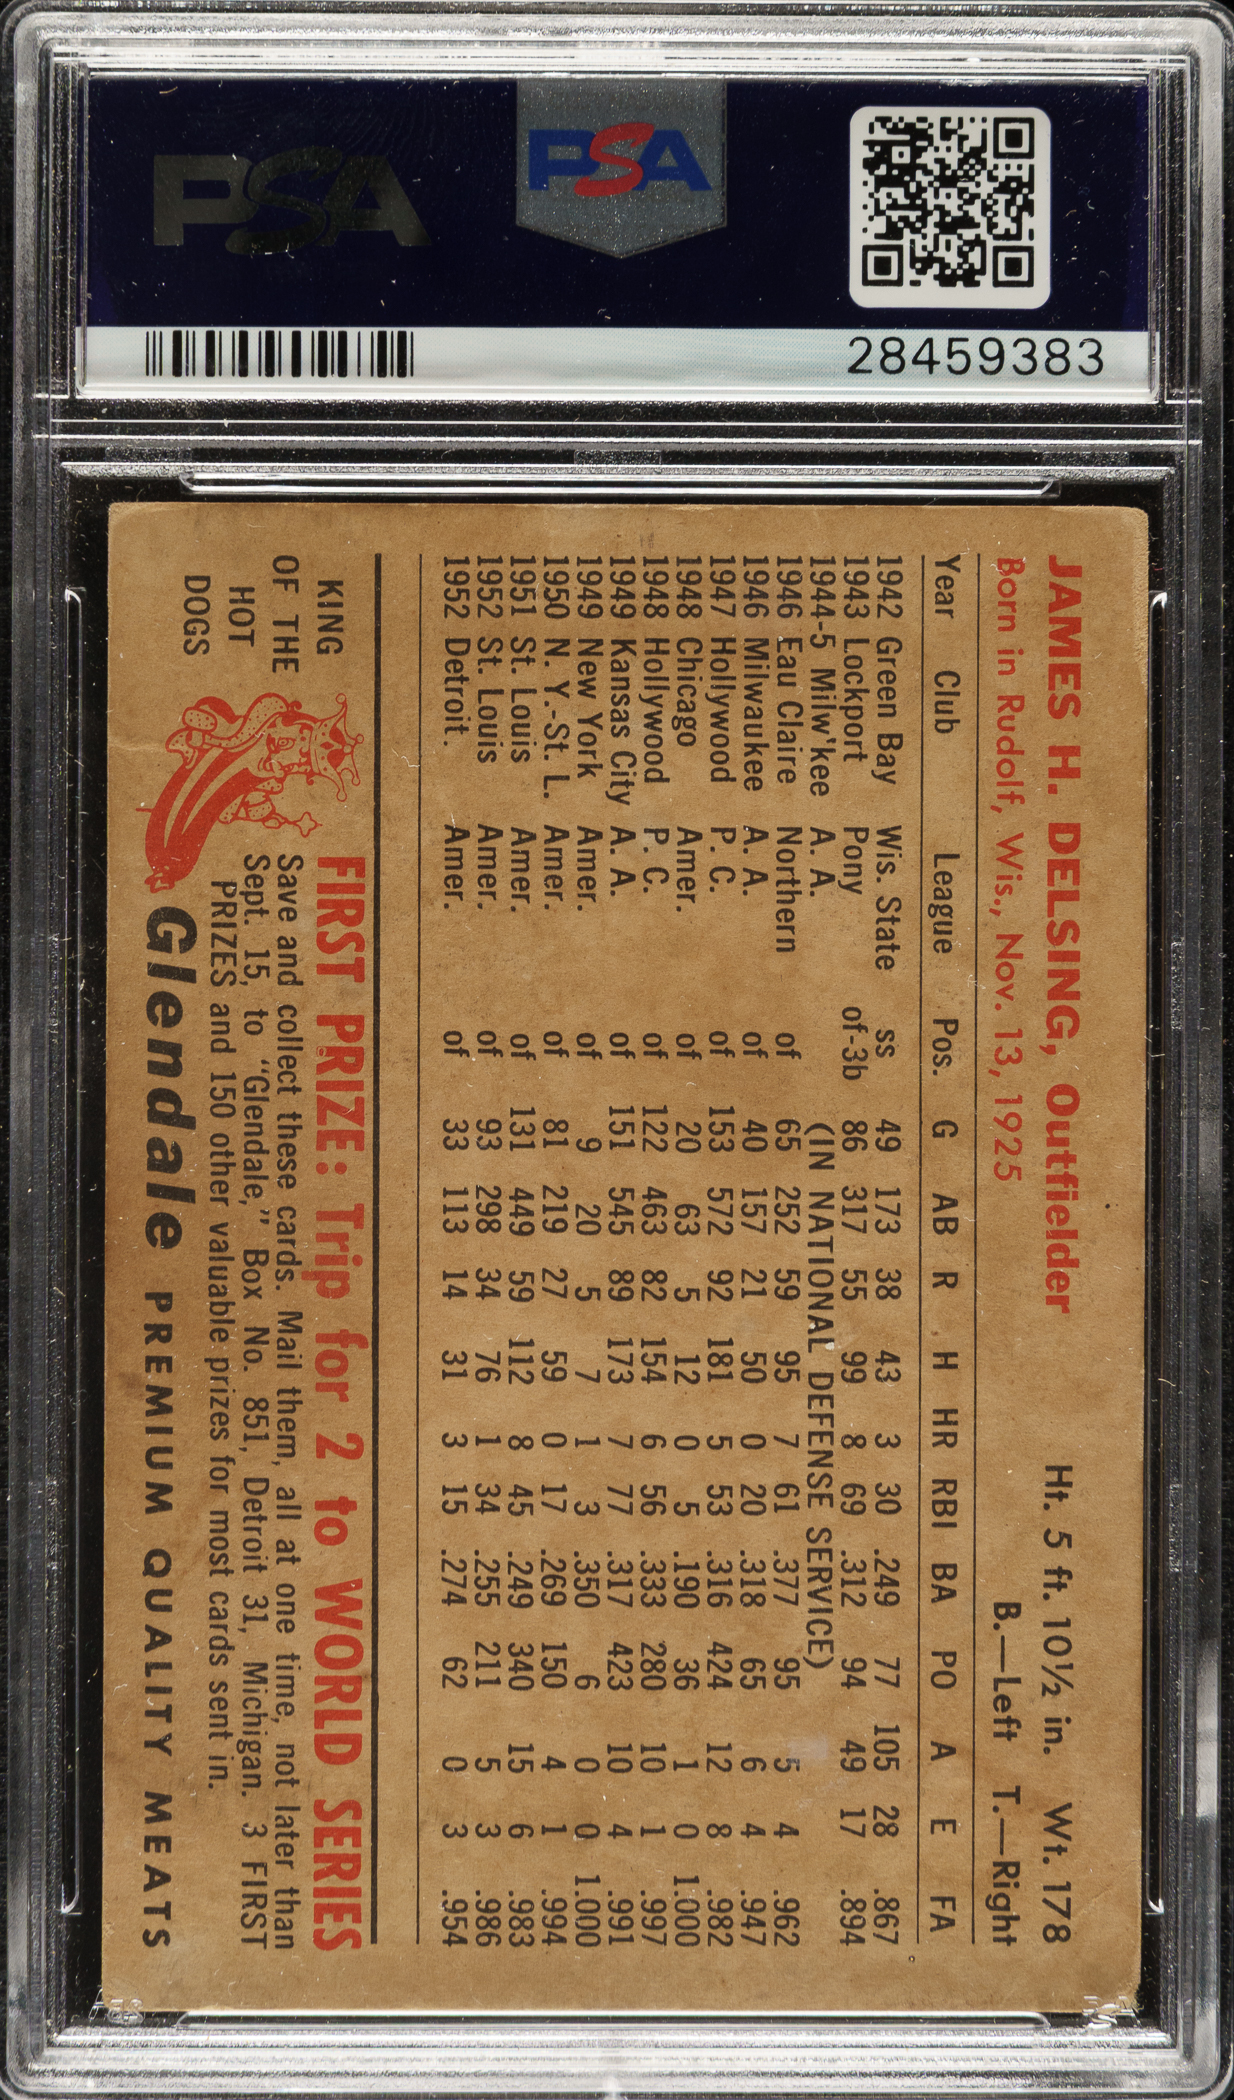 PSA
PSA
28459383
JAMES H. DELSING, Outfielder Ht. 5 ft. 10½ in. Wt. 178
Born in Rudolf, Wis., Nov. 13, 1925 B.—Left T.—Right
Year Club League Pos. G AB R H HR RBI BA PO A E FA
1942 Green Bay Wis. State ss 49 173 38 43 3 30 .249 77 105 28 .867
1943 Lockport Pony of-3b 86 317 55 99 8 69 .312 94 49 17 .894
1944-5 Milw'kee A. A. (IN NATIONAL DEFENSE SERVICE)
1946 Eau Claire Northern of 65 252 59 95 7 61 .377 95 5 4 .962
1946 Milwaukee A. A. of 40 157 21 50 0 20 .318 65 6 4 .947
1947 Hollywood P. C. of 153 572 92 181 5 53 .316 424 12 8 .982
1948 Chicago Amer. of 20 63 5 12 0 5 .190 36 1 0 1.000
1948 Hollywood P. C. of 122 463 82 154 6 56 .333 280 10 1 .997
1949 Kansas City A. A. of 151 545 89 173 7 77 .317 423 10 4 .991
1949 New York Amer. of 9 20 5 7 1 3 .350 6 0 0 1.000
1950 N. Y.-St. L. Amer. of 81 219 27 59 0 17 .269 150 4 1 .994
1951 St. Louis Amer. of 131 449 59 112 8 45 .249 340 15 6 .983
1952 St. Louis Amer. of 93 298 34 76 1 34 .255 211 5 3 .986
1952 Detroit. Amer. of 33 113 14 31 3 15 .274 62 0 3 .954
KING
OF THE
HOT
DOGS
FIRST PRIZE: Trip for 2 to WORLD SERIES
Save and collect these cards. Mail them, all at one time, not later than
Sept. 15, to "Glendale," Box No. 851, Detroit 31, Michigan. 3 FIRST
PRIZES and 150 other valuable prizes for most cards sent in.
Glendale PREMIUM QUALITY MEATS
PSA
PSA